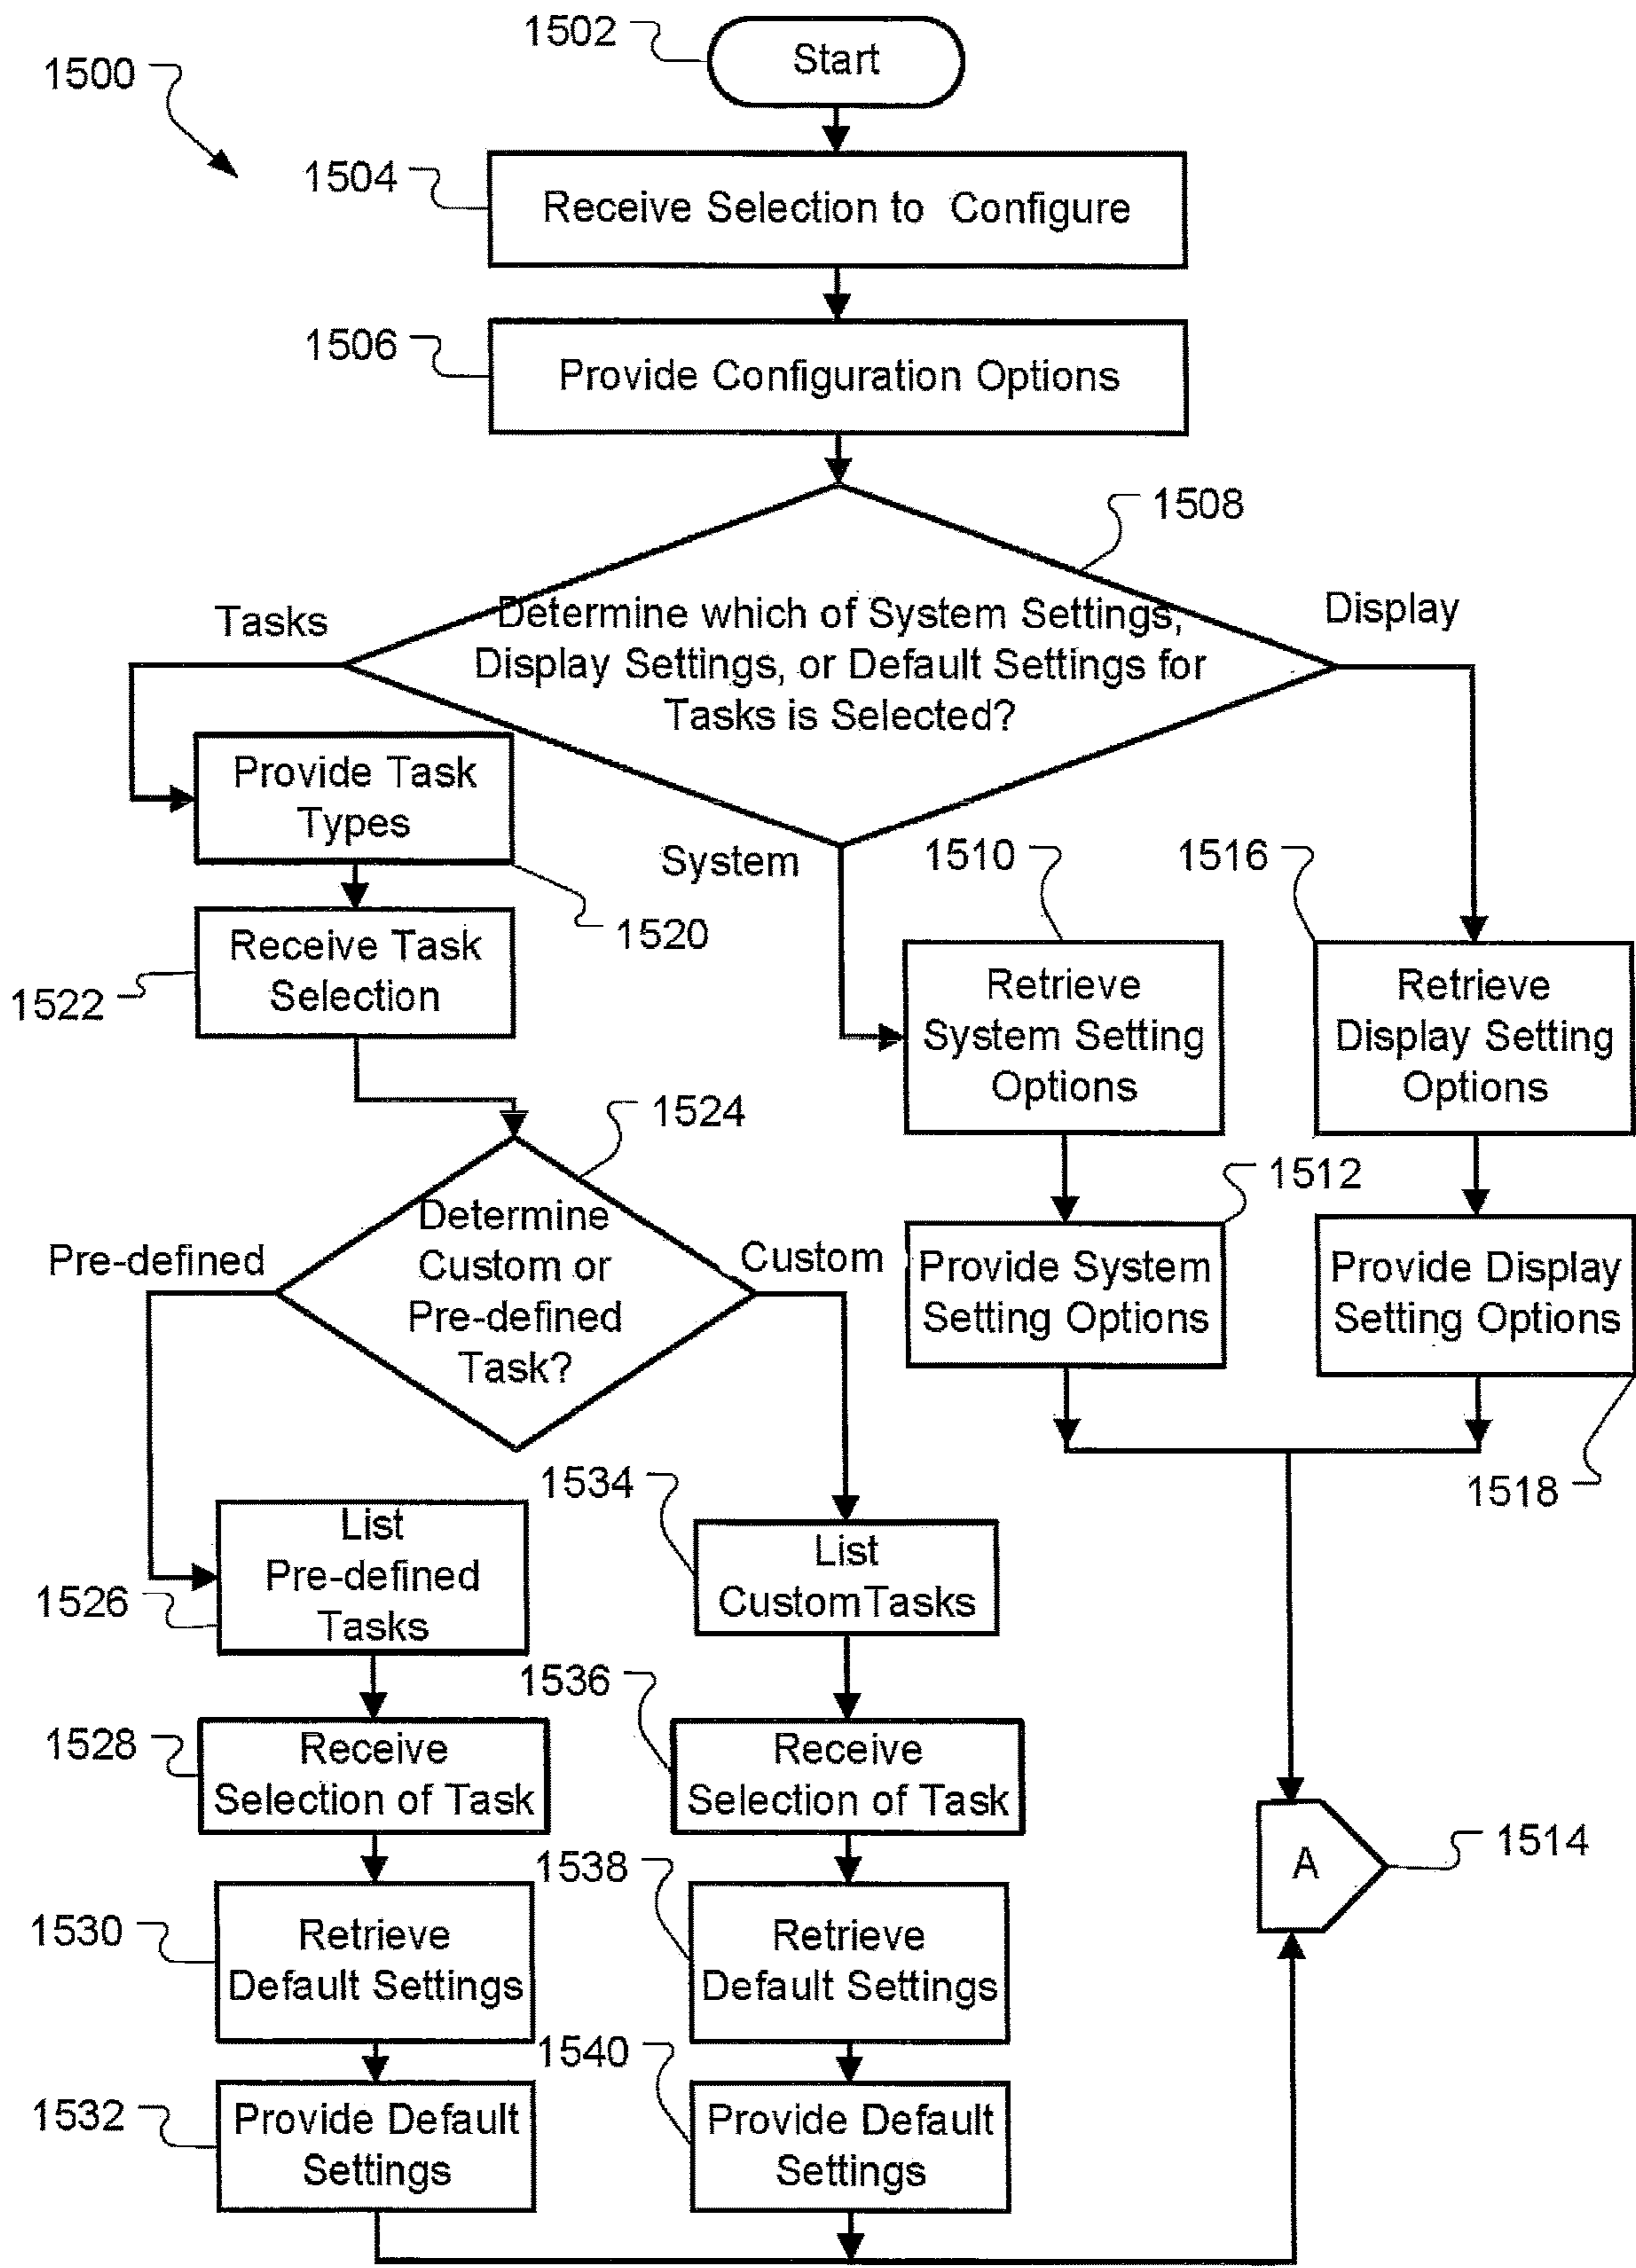 1502
Start
1500
1504
Receive Selection to Configure
1506
Provide Configuration Options
1508
Tasks
Determine which of System Settings,
Display Settings, or Default Settings for
Tasks is Selected?
Display
Provide Task
Types
System
1510
1516
1520
Receive Task
Selection
1522
Retrieve
System Setting
Options
Retrieve
Display Setting
Options
1524
1512
Determine
Custom or
Pre-defined
Task?
Pre-defined
Custom
Provide System
Setting Options
Provide Display
Setting Options
1518
1534
List
Pre-defined
Tasks
1526
List
CustomTasks
1528
Receive
Selection of Task
1536
Receive
Selection of Task
A
1514
1530
Retrieve
Default Settings
1538
Retrieve
Default Settings
1532
Provide Default
Settings
1540
Provide Default
Settings